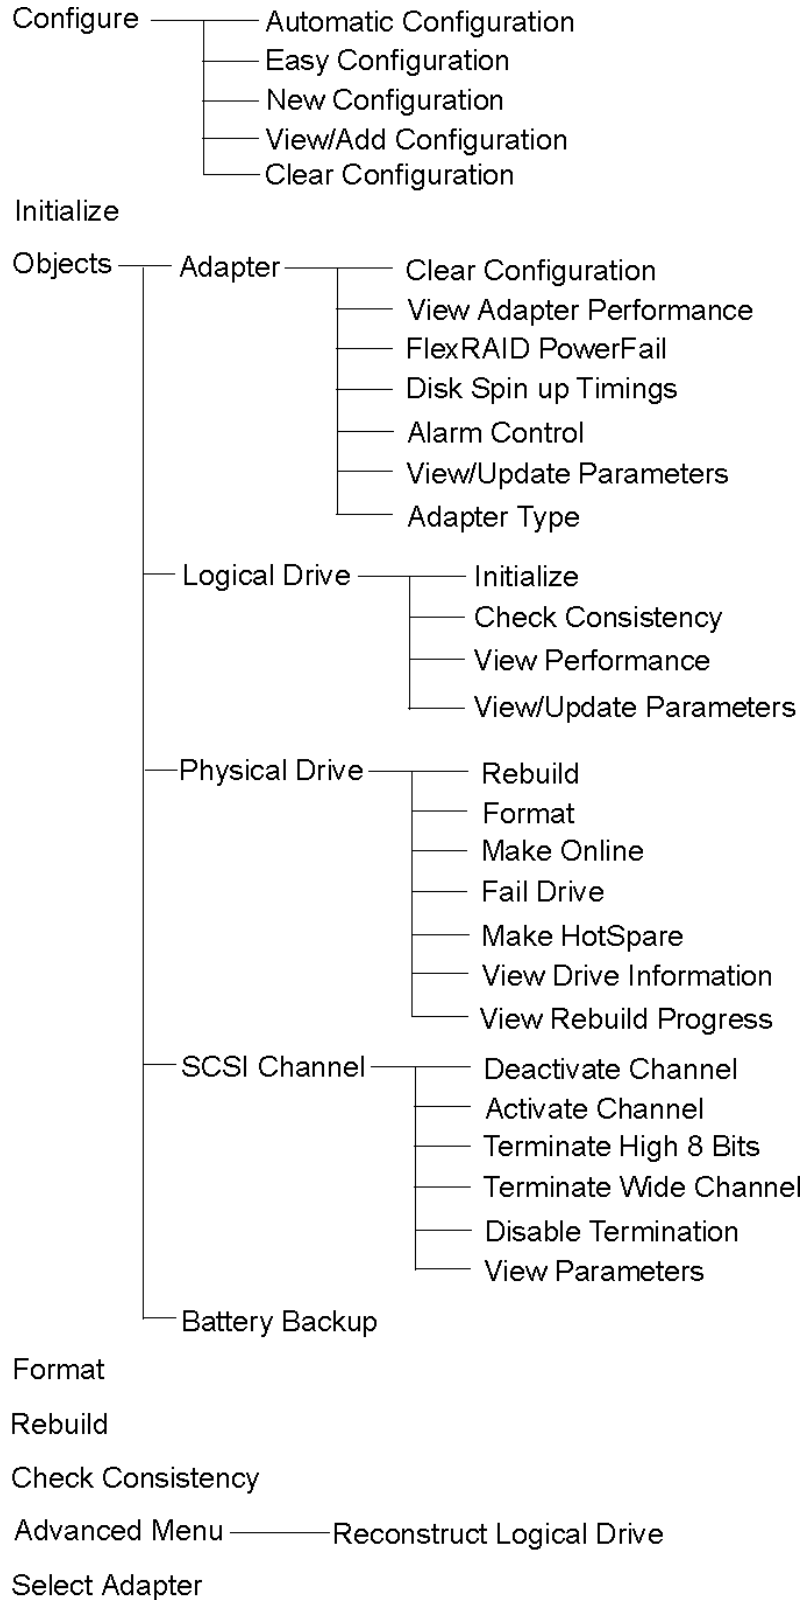 Configure
Automatic Configuration
Easy Configuration
New Configuration
View/Add Configuration
Clear Configuration
Initialize
Objects
Adapter
Clear Configuration
View Adapter Performance
FlexRAID PowerFail
Disk Spin up Timings
Alarm Control
View/Update Parameters
Adapter Type
Logical Drive
Initialize
Check Consistency
View Performance
View/Update Parameters
Physical Drive
Rebuild
Format
Make Online
Fail Drive
Make HotSpare
View Drive Information
View Rebuild Progress
SCSI Channel
Deactivate Channel
Activate Channel
Terminate High 8 Bits
Terminate Wide Channel
Disable Termination
View Parameters
Battery Backup
Format
Rebuild
Check Consistency
Advanced Menu
Reconstruct Logical Drive
Select Adapter